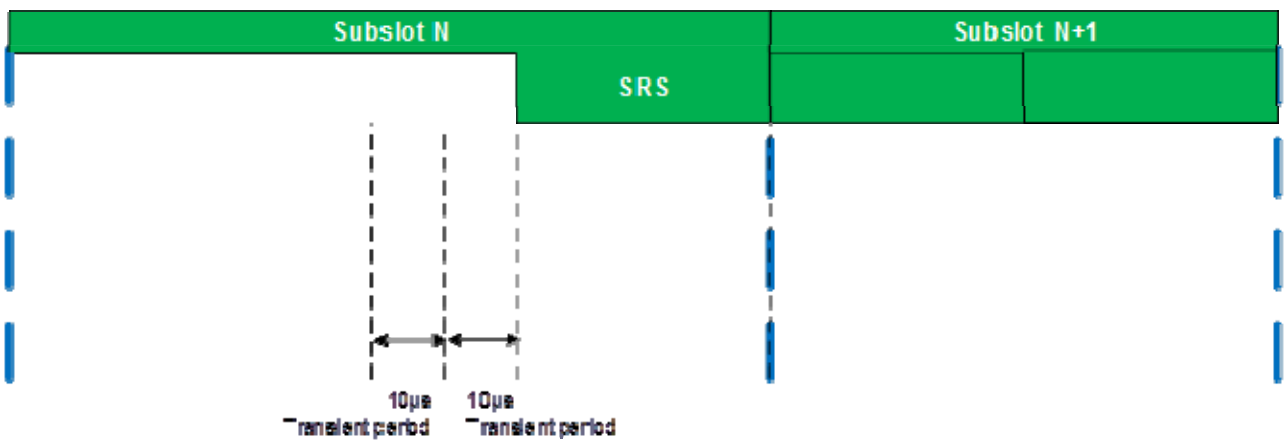 Subslot N
Subslot N+1
SRS
10µs
10µs
Transient period
Transient period